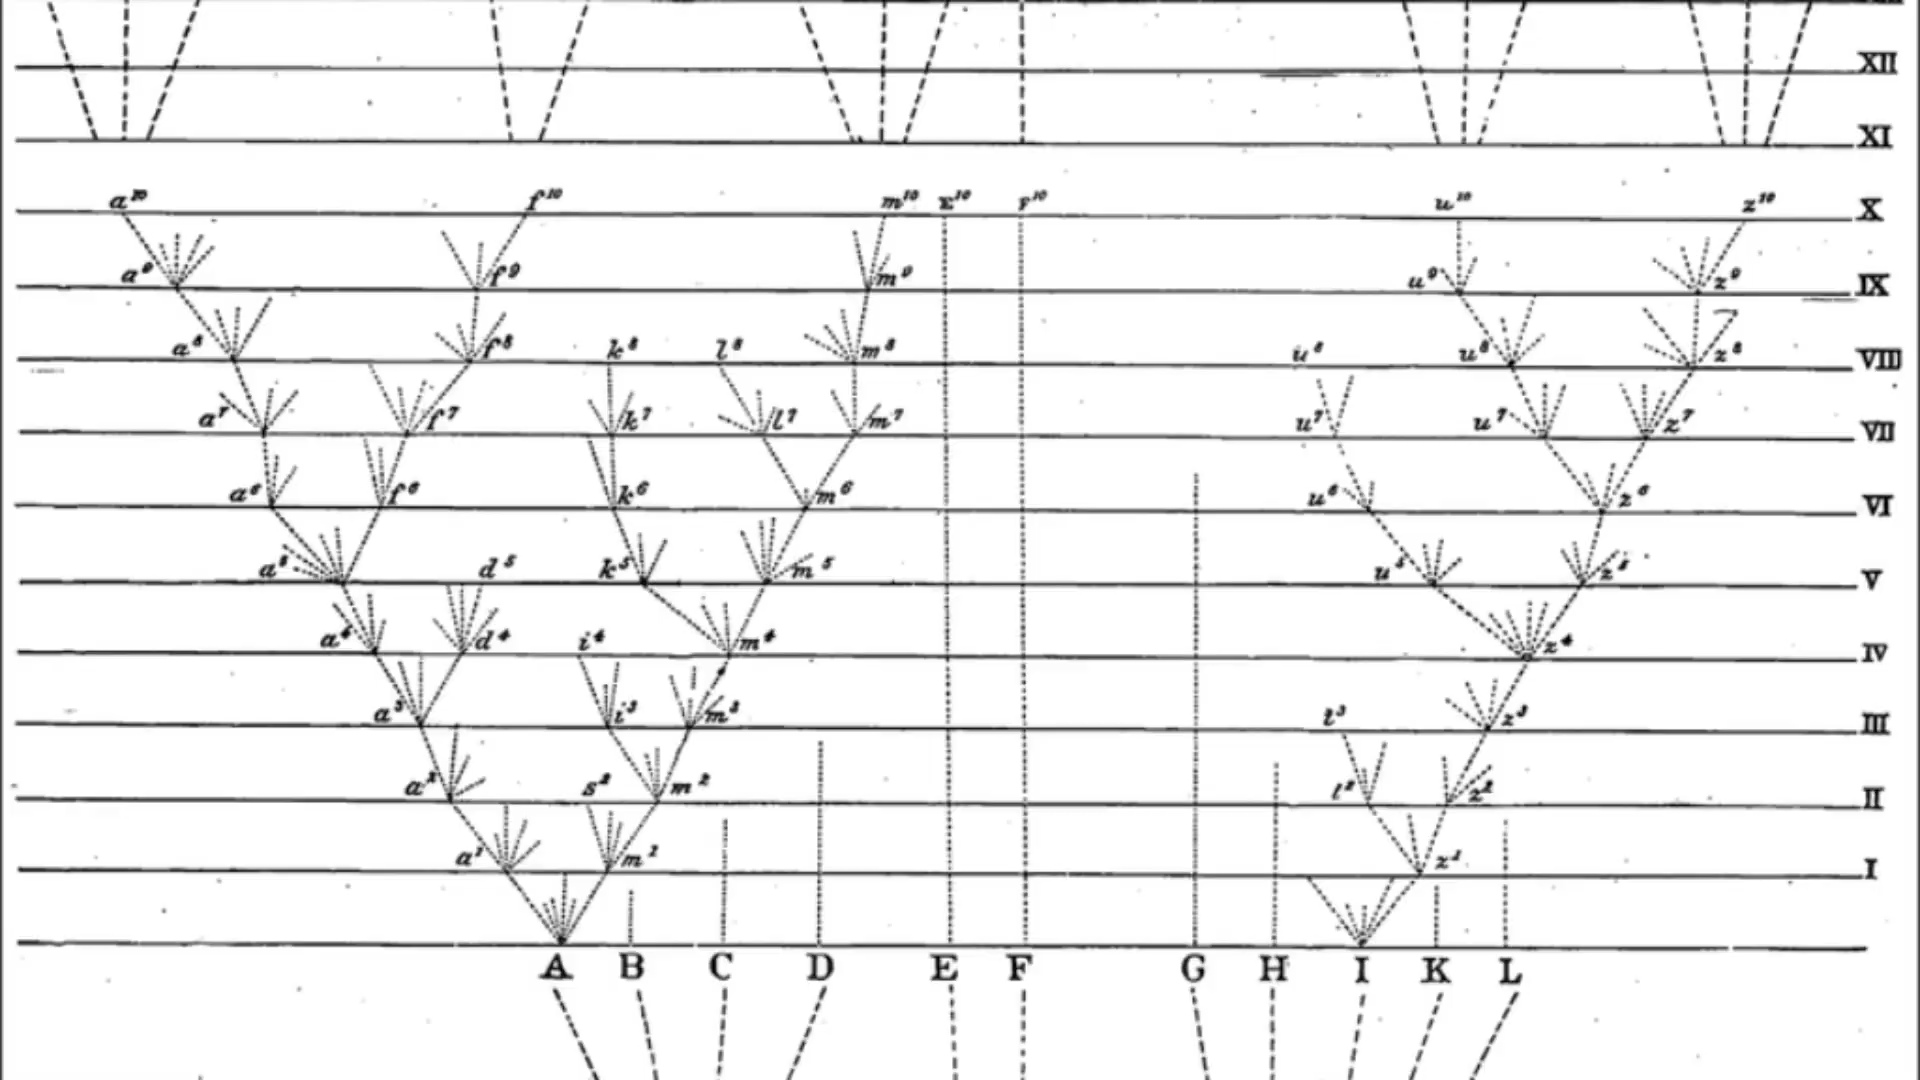 XII
XI
a¹⁰ f¹⁰ m¹⁰ E¹⁰ F¹⁰ u¹⁰ z¹⁰ X
a⁹ f⁹ m⁹ u⁹ z⁹ IX
a⁸ f⁸ k⁸ l⁸ m⁸ u⁸ u⁸ z⁸ VIII
a⁷ f⁷ k⁷ l⁷ m⁷ u⁷ u⁷ z⁷ VII
a⁶ f⁶ k⁶ m⁶ u⁶ z⁶ VI
a⁵ d⁵ k⁵ m⁵ u⁵ z⁵ V
a⁴ d⁴ i⁴ m⁴ z⁴ IV
a³ i³ m³ t³ z³ III
a² s² m² t² z² II
a¹ m¹ z¹ I
A B C D E F G H I K L